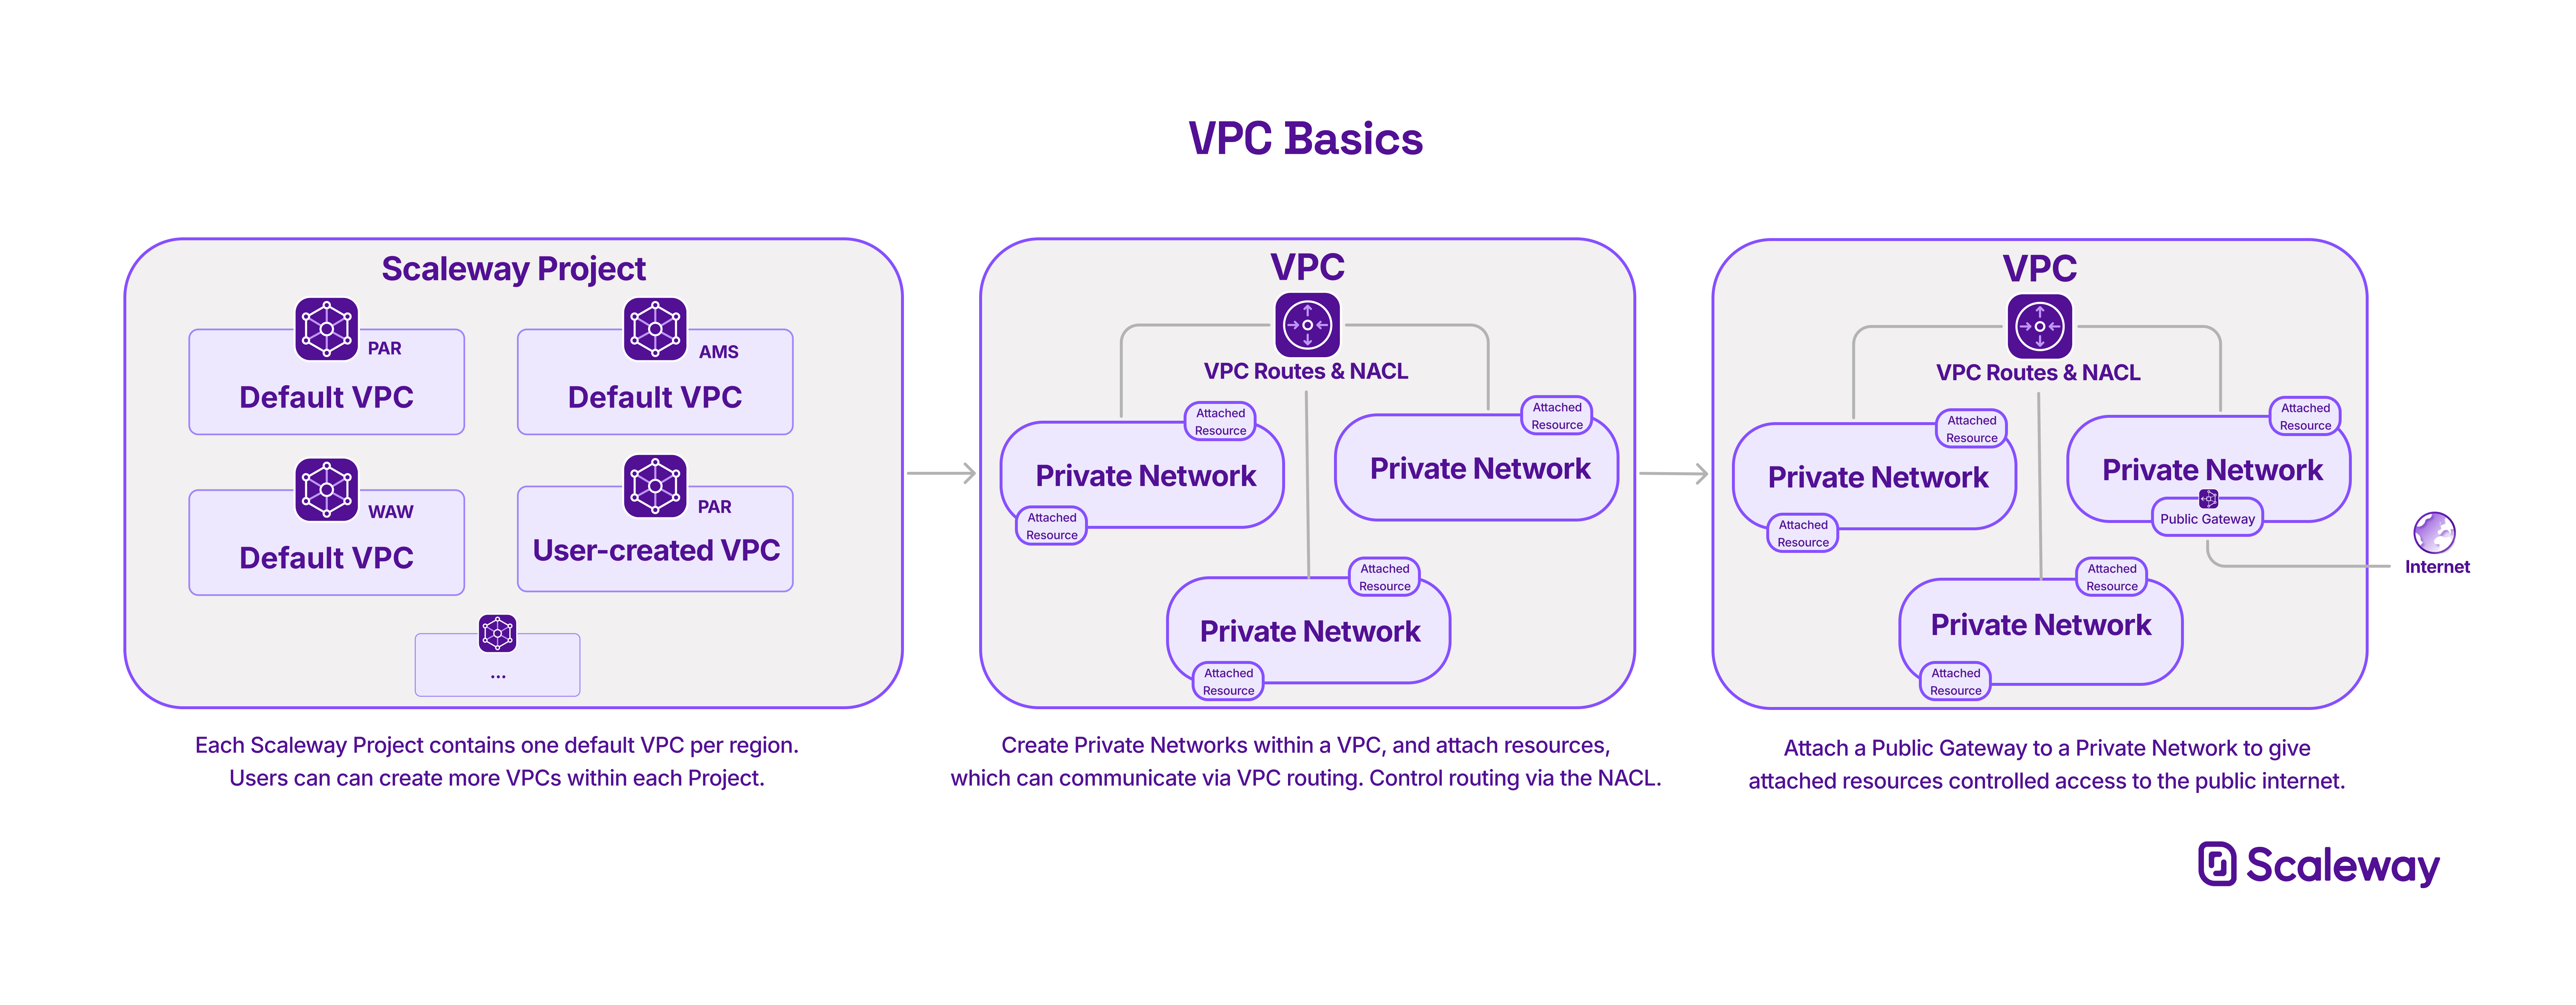 VPC Basics
Scaleway Project
PAR
Default VPC
AMS
Default VPC
WAW
Default VPC
PAR
User-created VPC
...
Each Scaleway Project contains one default VPC per region.
Users can can create more VPCs within each Project.
VPC
VPC Routes & NACL
Attached
Resource
Private Network
Attached
Resource
Attached
Resource
Private Network
Attached
Resource
Private Network
Attached
Resource
Create Private Networks within a VPC, and attach resources,
which can communicate via VPC routing. Control routing via the NACL.
VPC
VPC Routes & NACL
Attached
Resource
Private Network
Attached
Resource
Attached
Resource
Private Network
Public Gateway
Attached
Resource
Private Network
Attached
Resource
Internet
Attach a Public Gateway to a Private Network to give
attached resources controlled access to the public internet.
Scaleway